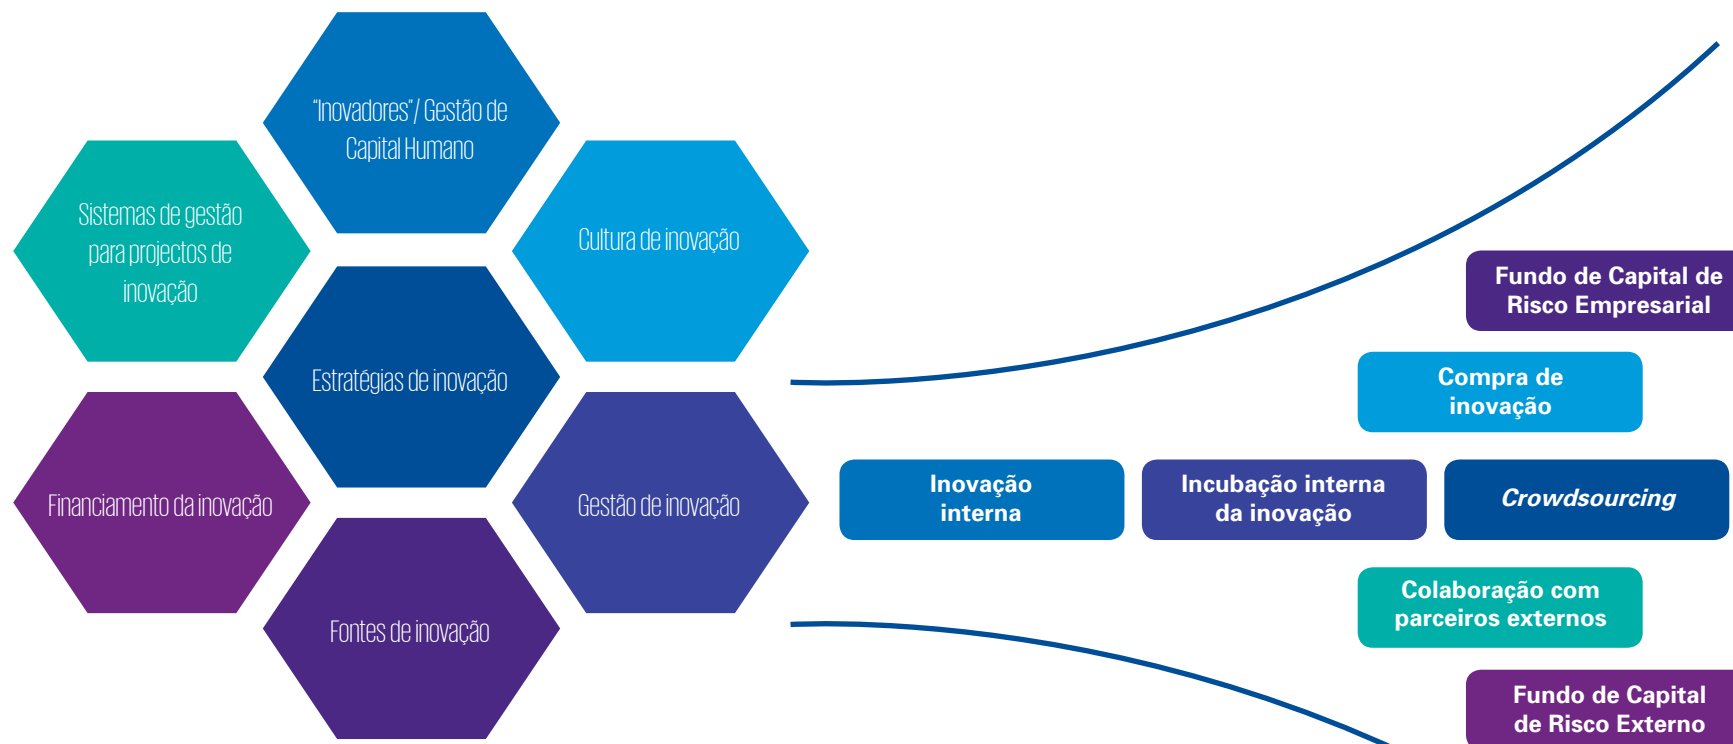 “Inovadores”/ Gestão de
Capital Humano
Sistemas de gestão
para projectos de
inovação
Cultura de inovação
Estratégias de inovação
Financiamento da inovação
Gestão de inovação
Fontes de inovação
Fundo de Capital de
Risco Empresarial
Compra de
inovação
Inovação
interna
Incubação interna
da inovação
Crowdsourcing
Colaboração com
parceiros externos
Fundo de Capital
de Risco Externo